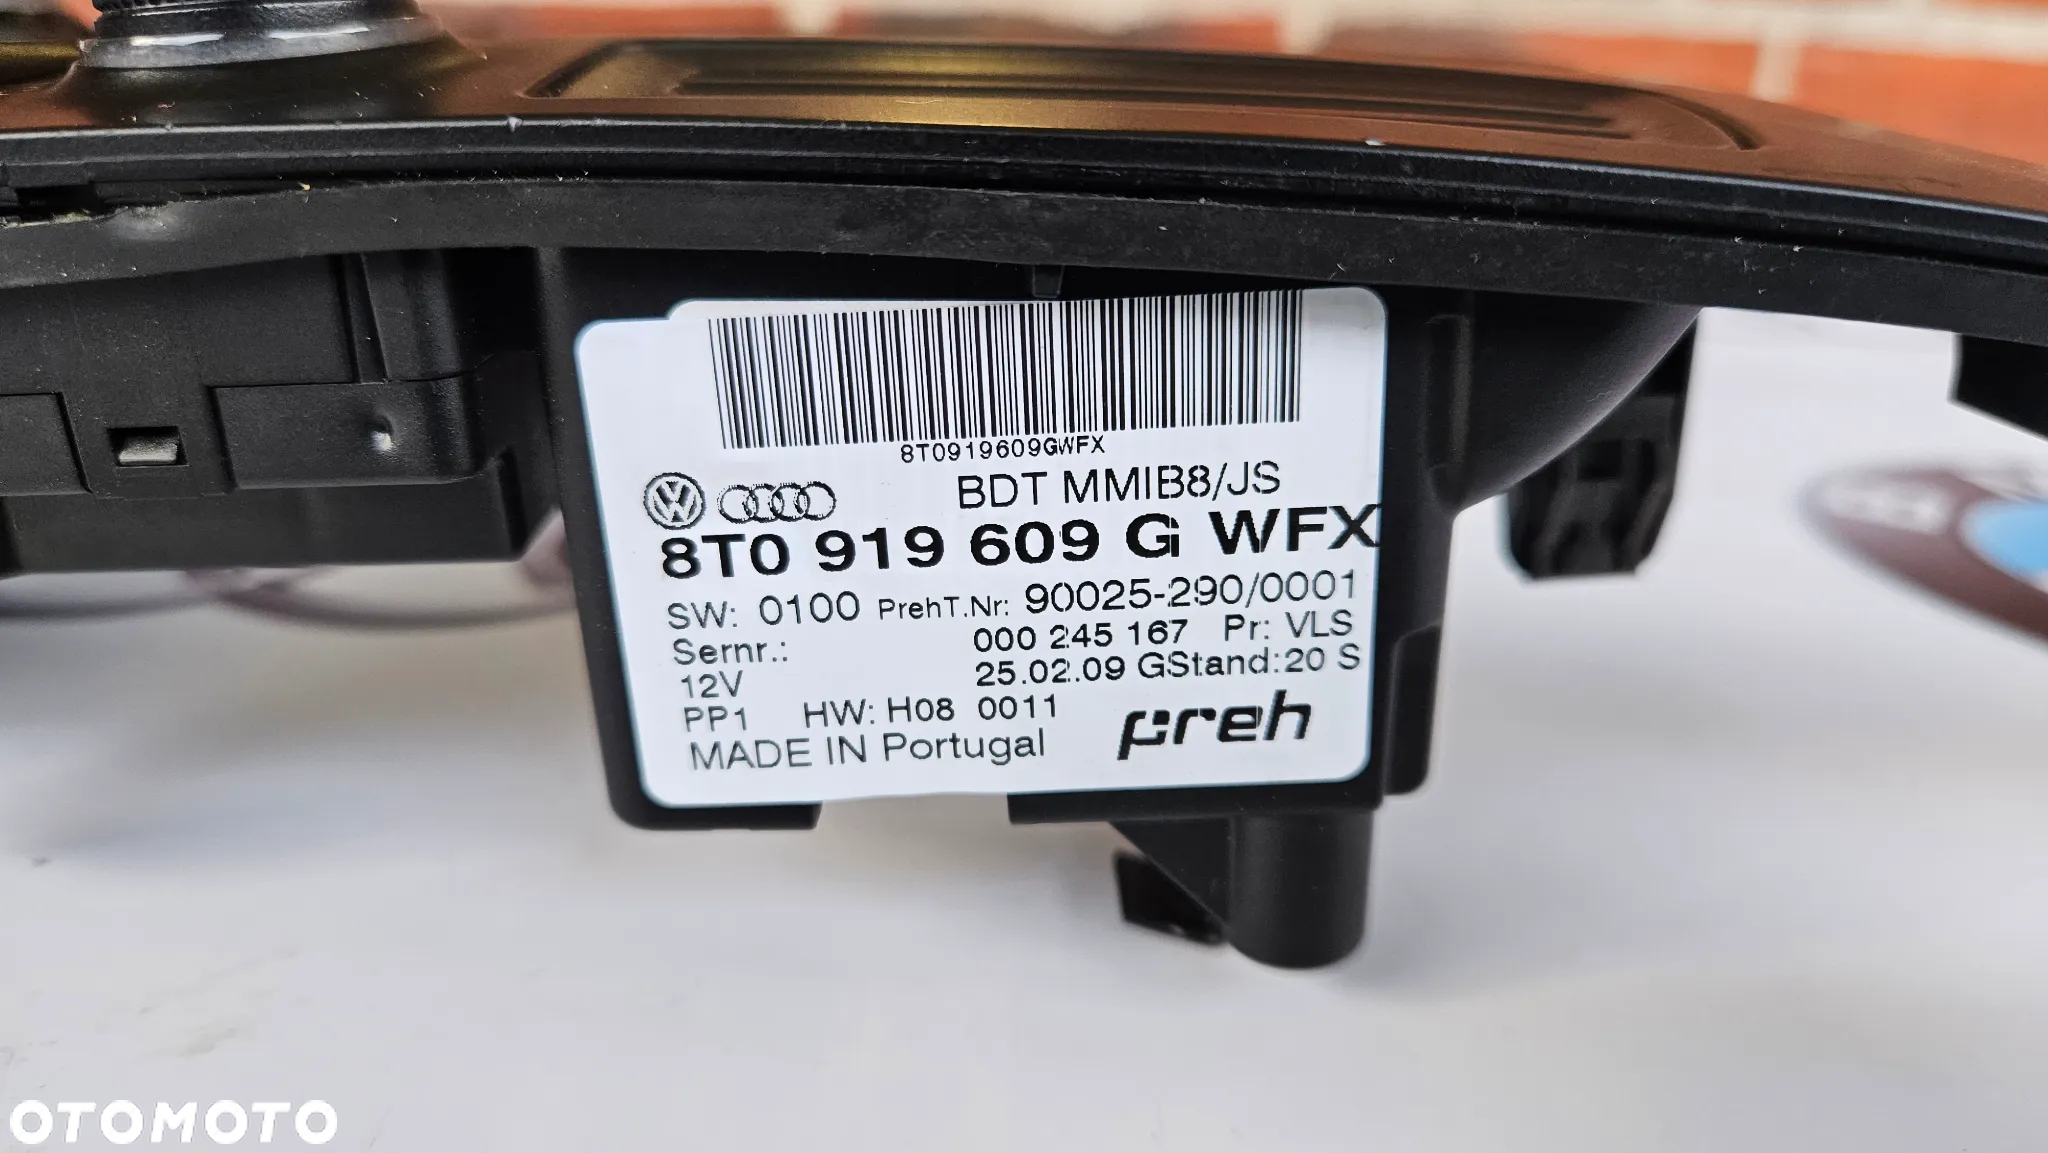 8T0919609GWFX
BDT MMIB8/JS
8T0 919 609 G WFX
SW: 0100 PrehT.Nr: 90025-290/0001
Sernr.: 000 245 167 Pr: VLS
12V 25.02.09 GStand:20 S
PP1 HW: H08 0011
MADE IN Portugal preh
OTOMOTO